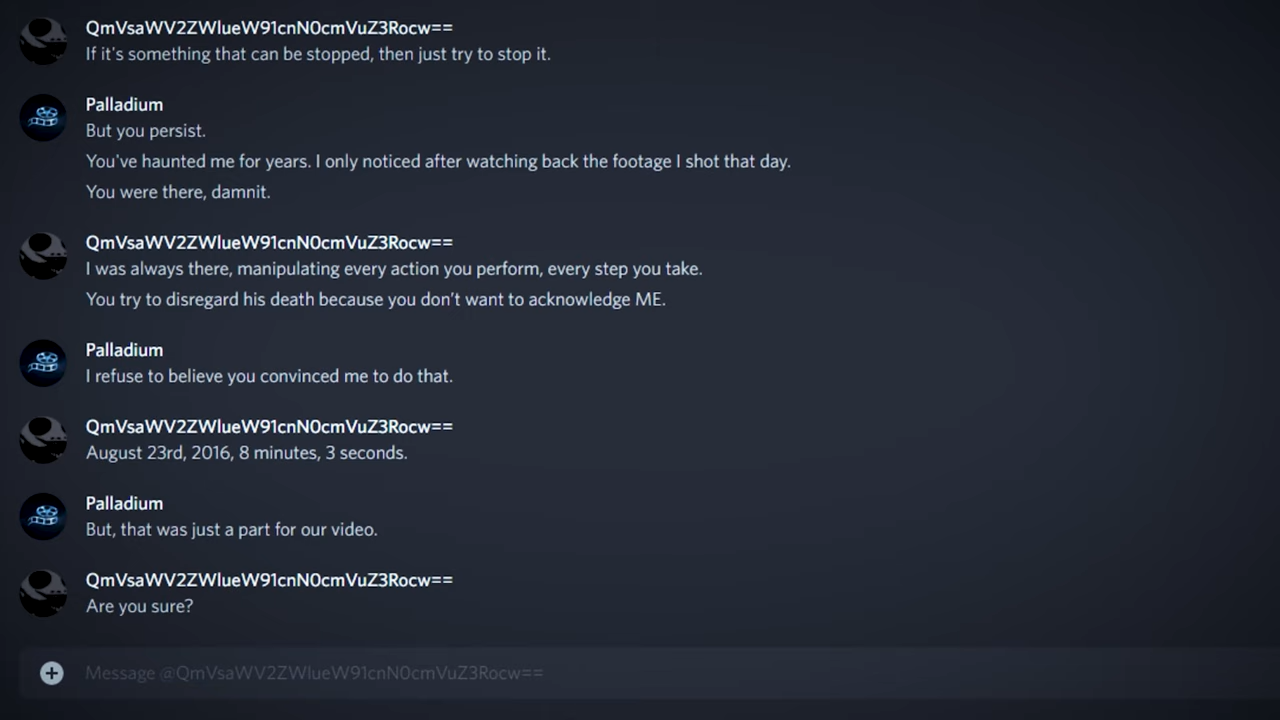 QmVsaWV2ZWlueW91cnN0cmVuZ3Rocw==
If it's something that can be stopped, then just try to stop it.
Palladium
But you persist.
You've haunted me for years. I only noticed after watching back the footage I shot that day.
You were there, damnit.
QmVsaWV2ZWlueW91cnN0cmVuZ3Rocw==
I was always there, manipulating every action you perform, every step you take.
You try to disregard his death because you don't want to acknowledge ME.
Palladium
I refuse to believe you convinced me to do that.
QmVsaWV2ZWlueW91cnN0cmVuZ3Rocw==
August 23rd, 2016, 8 minutes, 3 seconds.
Palladium
But, that was just a part for our video.
QmVsaWV2ZWlueW91cnN0cmVuZ3Rocw==
Are you sure?
Message @QmVsaWV2ZWlueW91cnN0cmVuZ3Rocw==